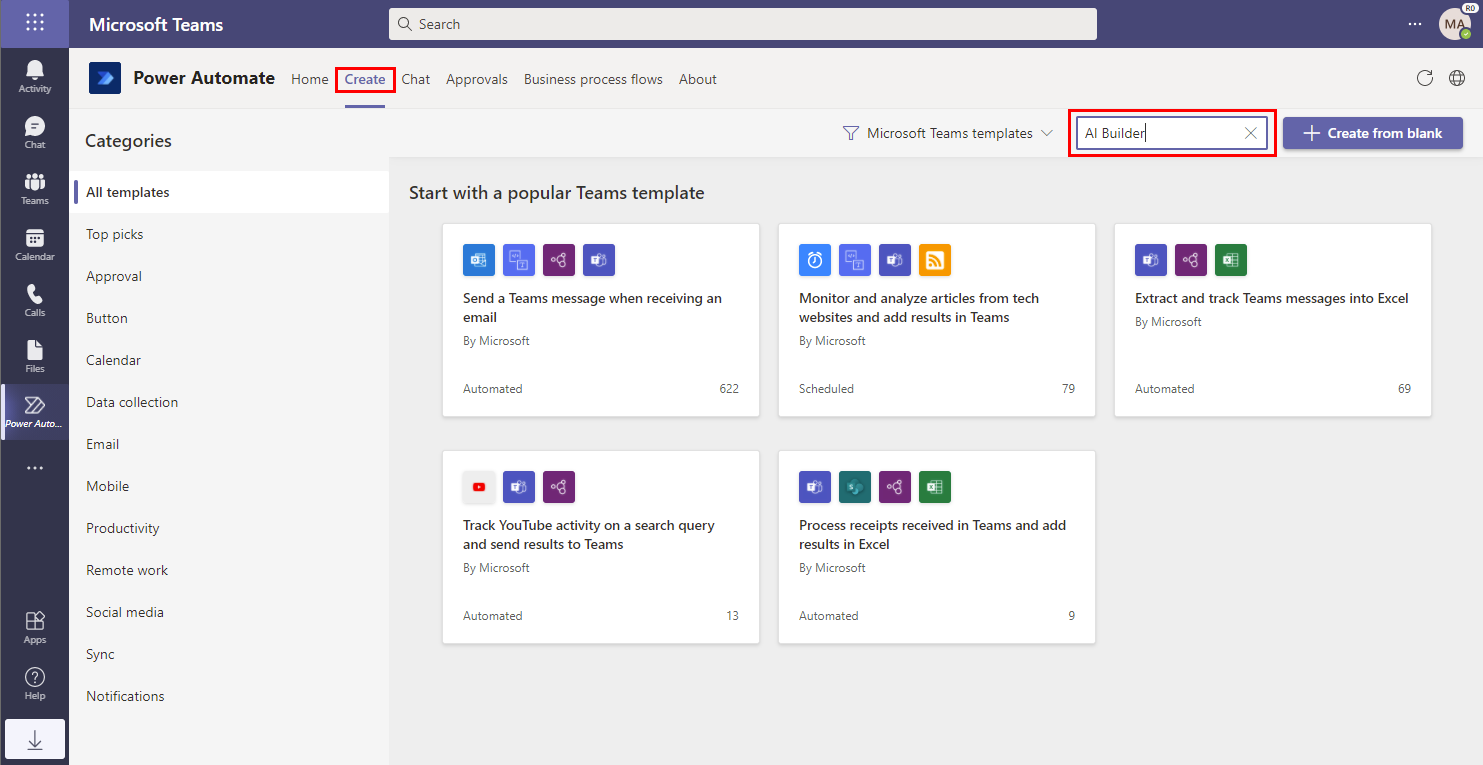 Microsoft Teams
Search
MA
R0
Activity
Chat
Teams
Calendar
Calls
Files
Power Auto...
Apps
Help
Power Automate
Home
Create
Chat
Approvals
Business process flows
About
Categories
All templates
Top picks
Approval
Button
Calendar
Data collection
Email
Mobile
Productivity
Remote work
Social media
Sync
Notifications
Microsoft Teams templates
AI Builder
Create from blank
Start with a popular Teams template
Send a Teams message when receiving an
email
By Microsoft
Automated
622
Monitor and analyze articles from tech
websites and add results in Teams
By Microsoft
Scheduled
79
Extract and track Teams messages into Excel
By Microsoft
Automated
69
Track YouTube activity on a search query
and send results to Teams
By Microsoft
Automated
13
Process receipts received in Teams and add
results in Excel
By Microsoft
Automated
9